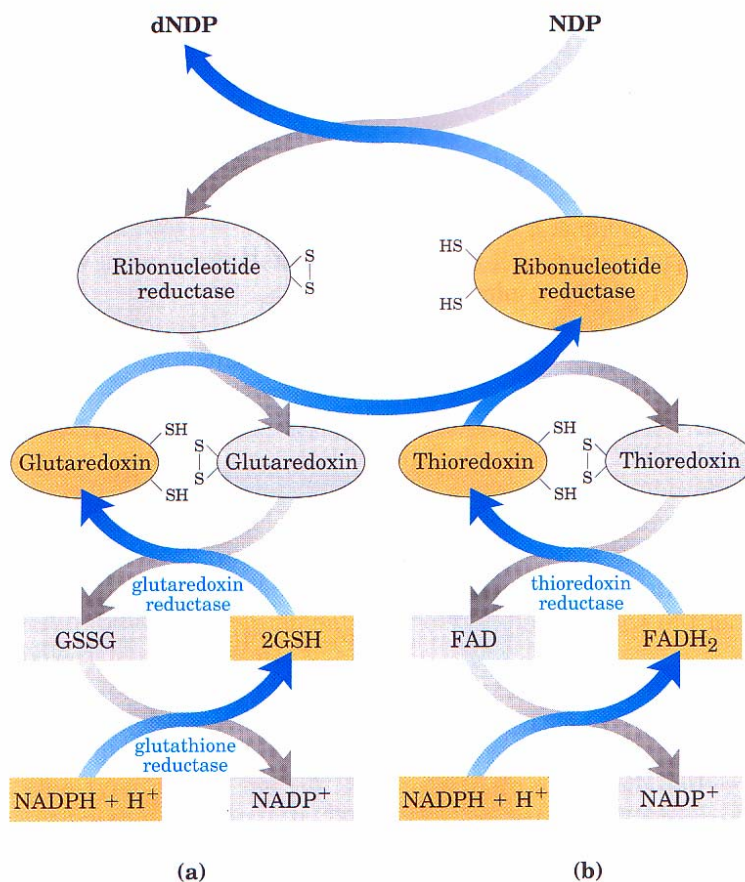 dNDP
NDP
Ribonucleotide
reductase
S
S
HS
HS
Ribonucleotide
reductase
Glutaredoxin
SH
SH
S
S
Glutaredoxin
Thioredoxin
SH
SH
S
S
Thioredoxin
glutaredoxin
reductase
thioredoxin
reductase
GSSG
2GSH
FAD
FADH₂
glutathione
reductase
NADPH + H⁺
NADP⁺
NADPH + H⁺
NADP⁺
(a)
(b)